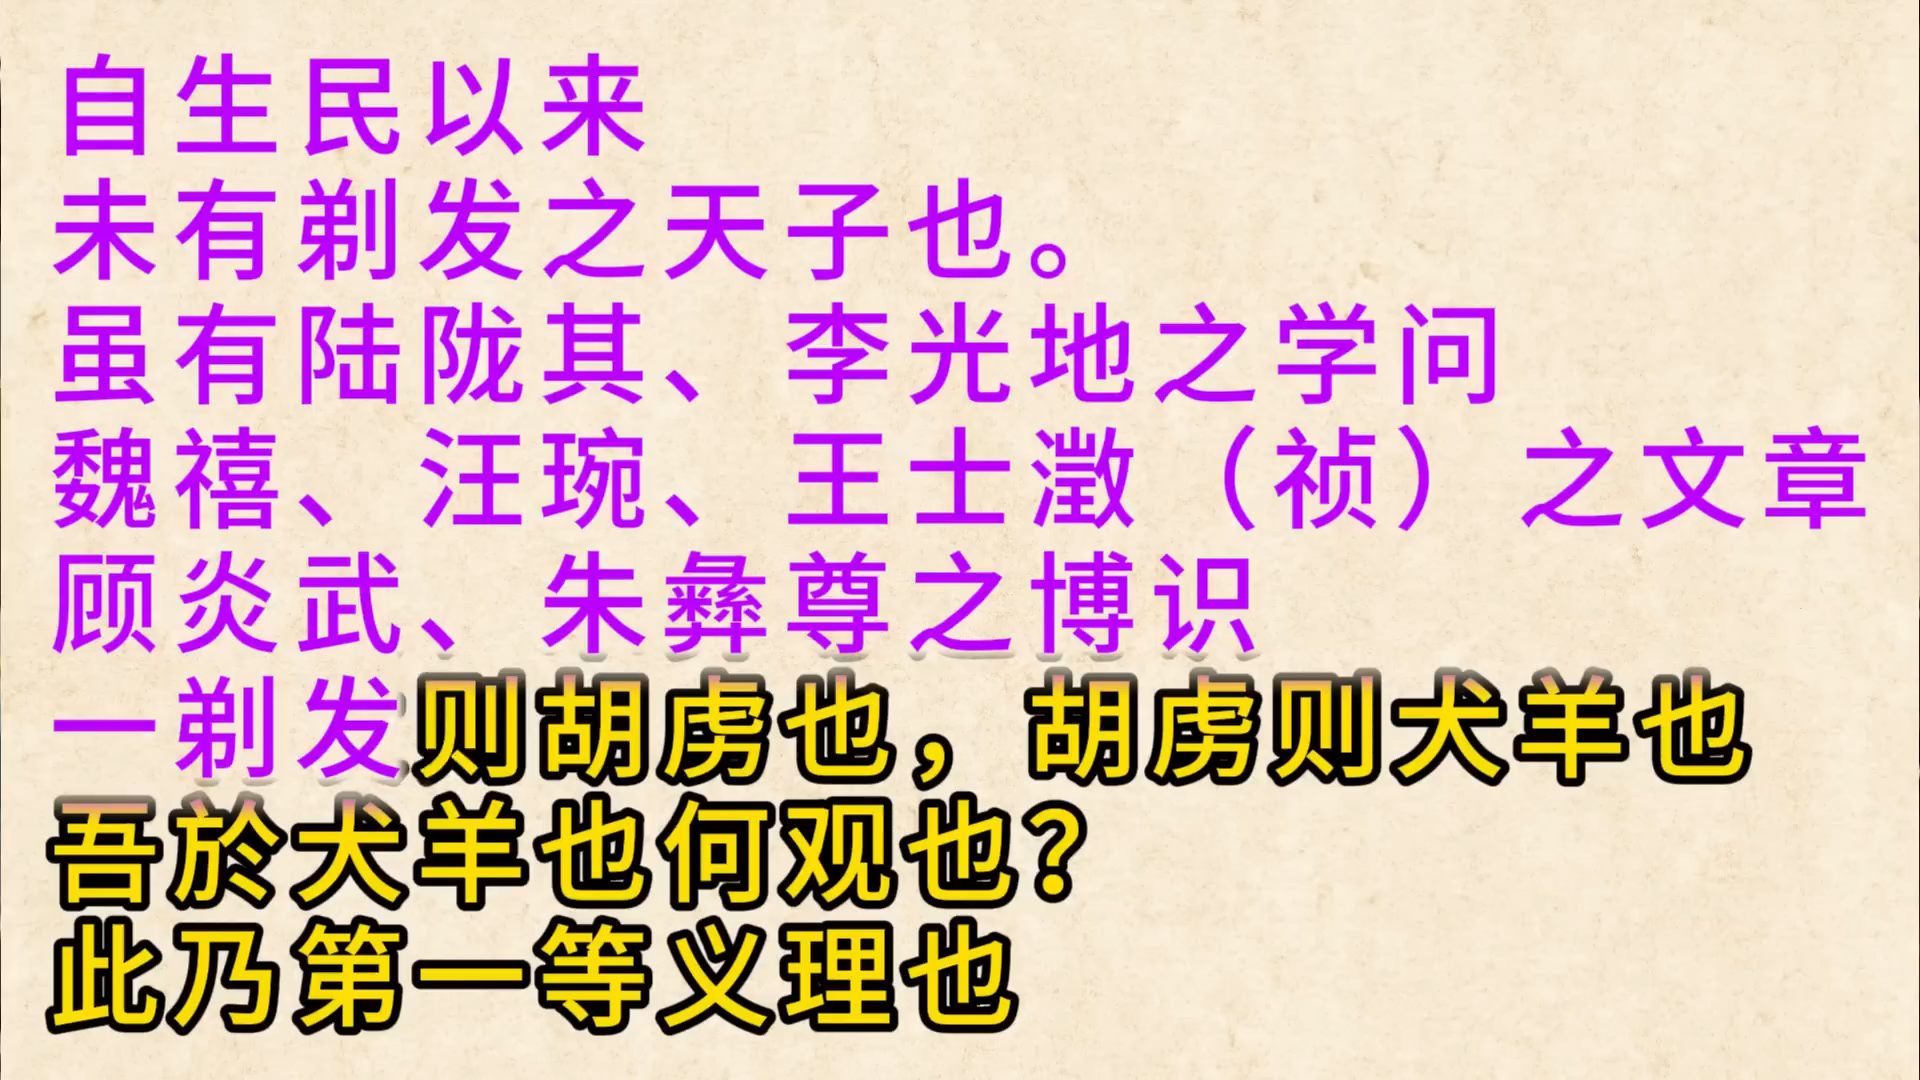 自生民以来
未有剃发之天子也。
虽有陆陇其、李光地之学问
魏禧、汪琬、王士澂（祯）之文章
顾炎武、朱彝尊之博识
一剃发则胡虏也，胡虏则犬羊也
吾於犬羊也何观也？
此乃第一等义理也